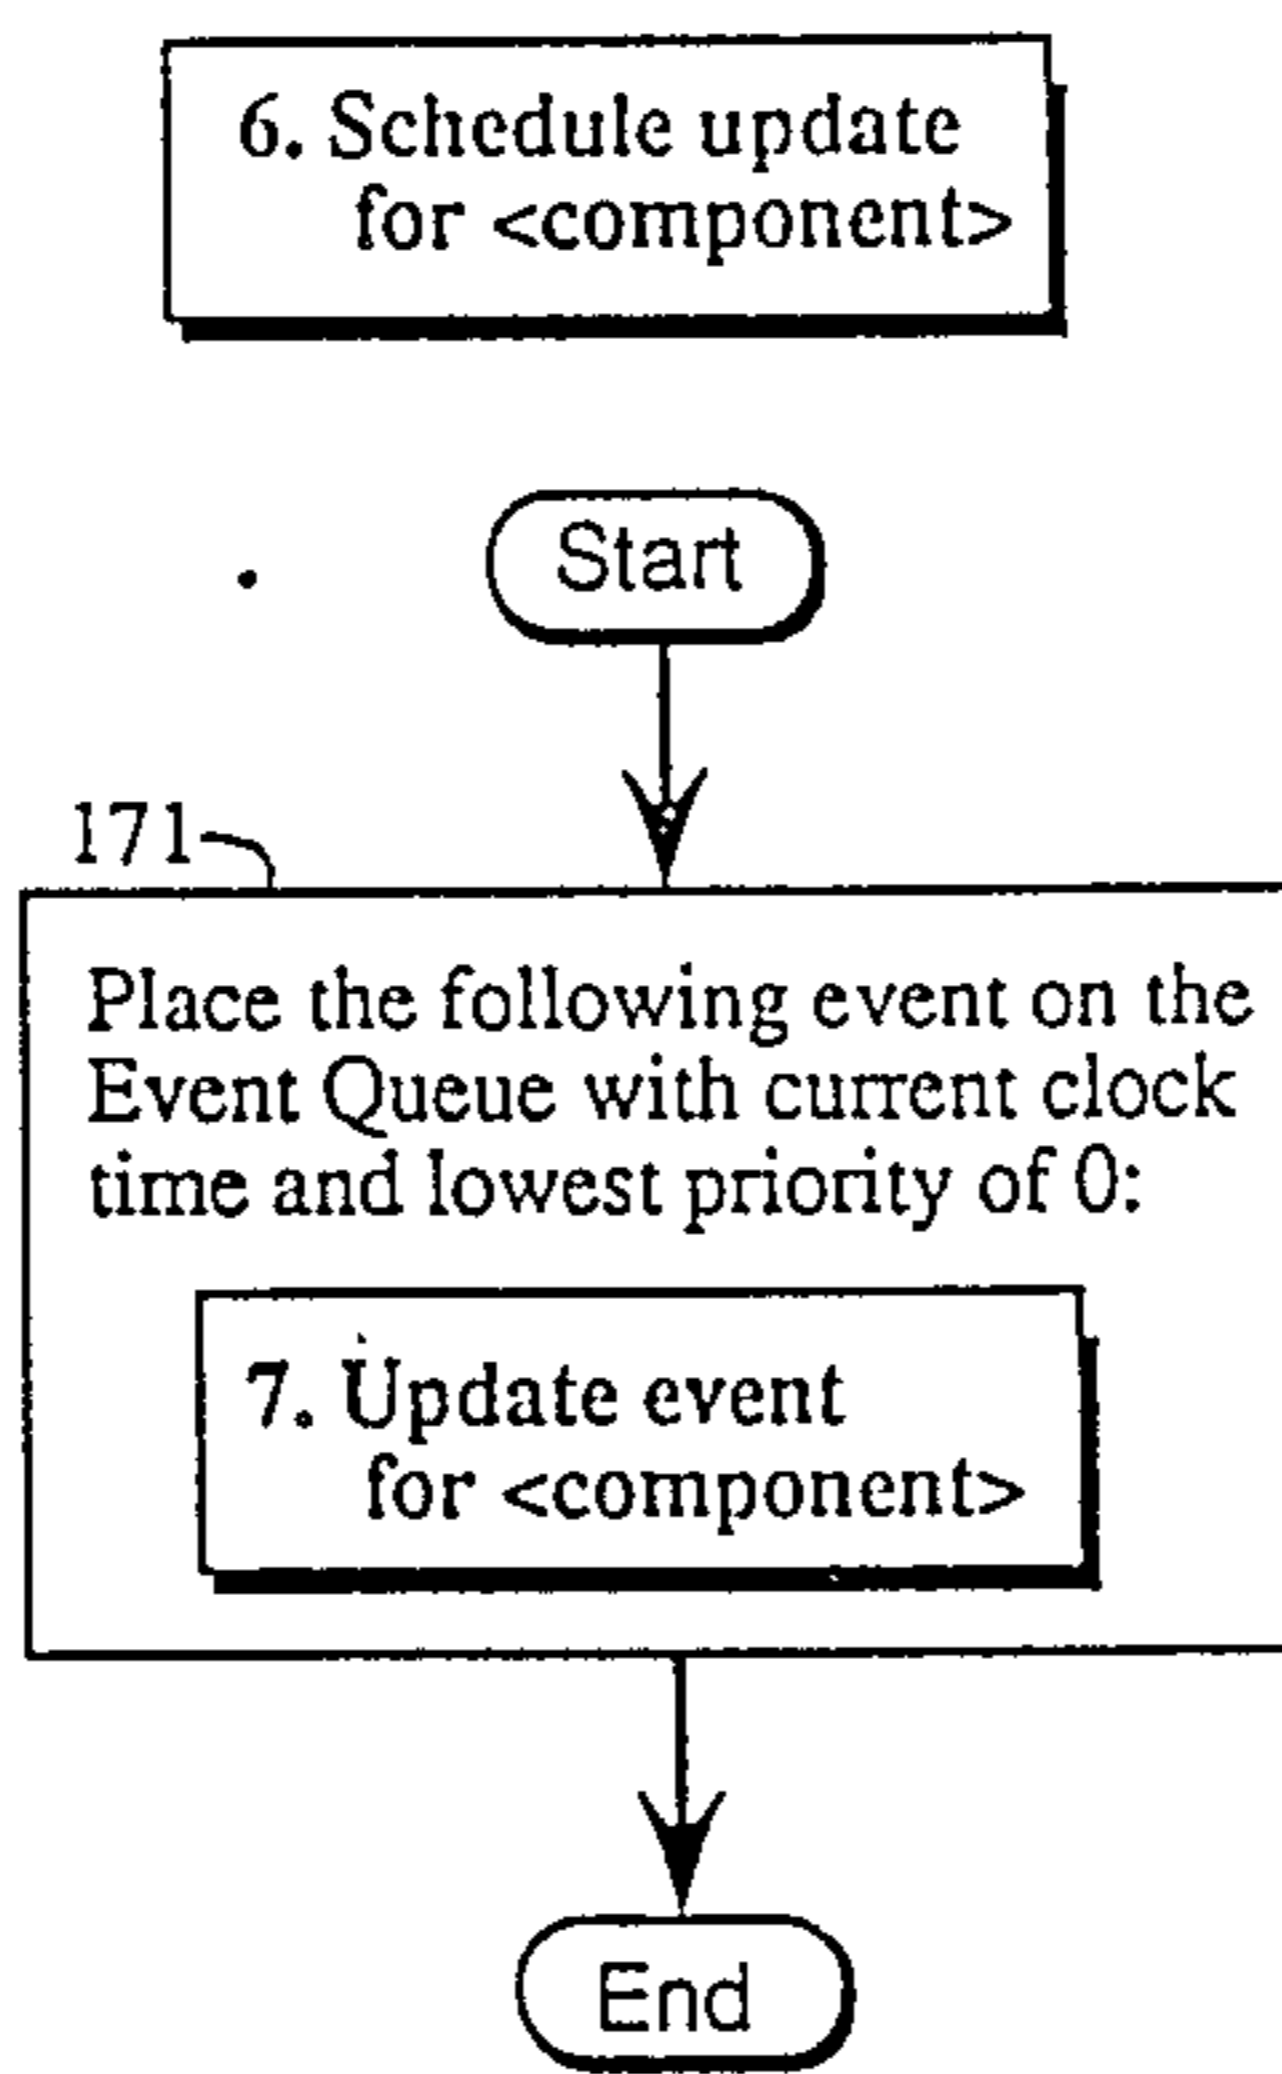 6. Schedule update
for <component>
Start
171
Place the following event on the
Event Queue with current clock
time and lowest priority of 0:
7. Update event
for <component>
End